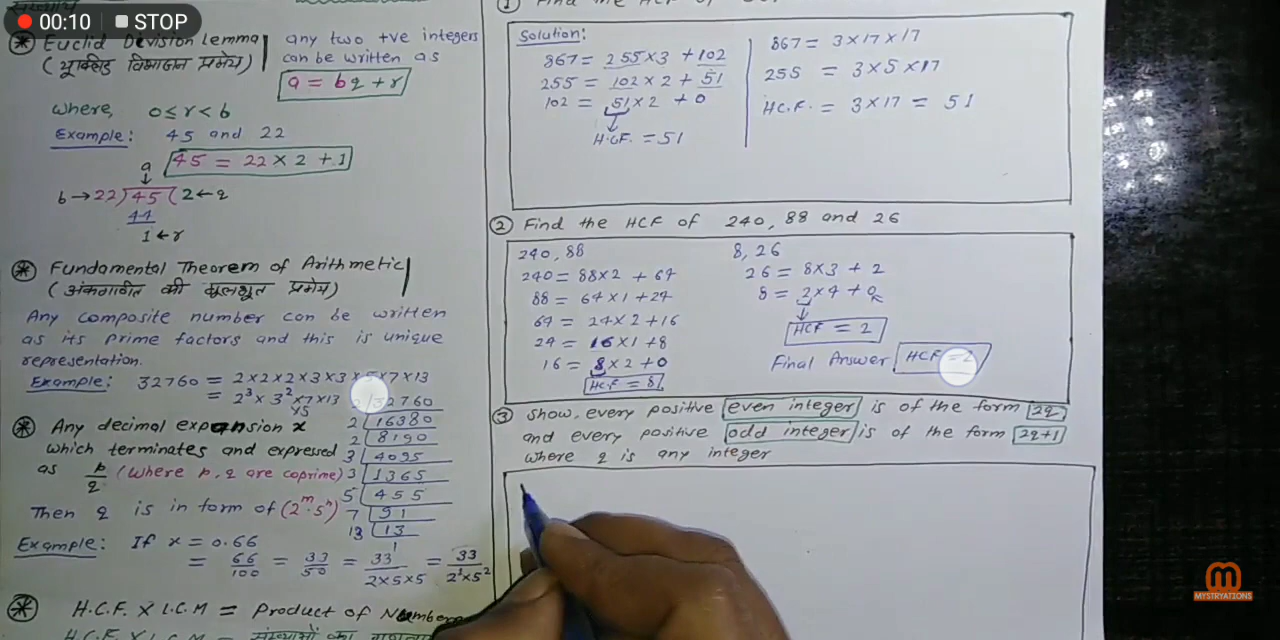 00:10 STOP
संख्याएँ
* Euclid Division Lemma
(यूक्लिड विभाजन प्रमेय)
any two +ve integers
can be written as
a = bq + r
where, 0 ≤ r < b
Example: 45 and 22
45 = 22 × 2 + 1
a
↓
b → 22) 45 (2 ← q
44
1 ← r
* Fundamental Theorem of Arithmetic
(अंकगणित की मूलभूत प्रमेय)
Any composite number can be written
as its prime factors and this is unique
representation.
Example: 32760 = 2×2×2×3×3×5×7×13
= 2³ × 3² × 7 × 13
×5
2 | 32760
2 | 16380
2 | 8190
3 | 4095
3 | 1365
5 | 455
7 | 91
13 | 13
1
* Any decimal expansion x
which terminates and expressed
as p/q (where p, q are coprime)
Then q is in form of (2^m · 5^n)
Example: If x = 0.66
= 66/100 = 33/50 = 33/2×5×5 = 33/2¹×5²
* H.C.F. × L.C.M = Product of Numbers
H.C.F. × L.C.M = संख्याओं का
① Find the HCF of
Solution:
867 = 255×3 + 102
255 = 102×2 + 51
102 = 51×2 + 0
↓
H.C.F. = 51
867 = 3×17×17
255 = 3×5×17
H.C.F. = 3×17 = 51
② Find the HCF of 240, 88 and 26
240, 88
240 = 88×2 + 64
88 = 64×1 + 24
64 = 24×2 + 16
24 = 16×1 + 8
16 = 8×2 + 0
HCF = 8
8, 26
26 = 8×3 + 2
8 = 2×4 + 0
↓
HCF = 2
Final Answer HCF = 2
③ Show, every positive even integer is of the form 2q
and every positive odd integer is of the form 2q+1
where q is any integer
MYSTRYATIONS